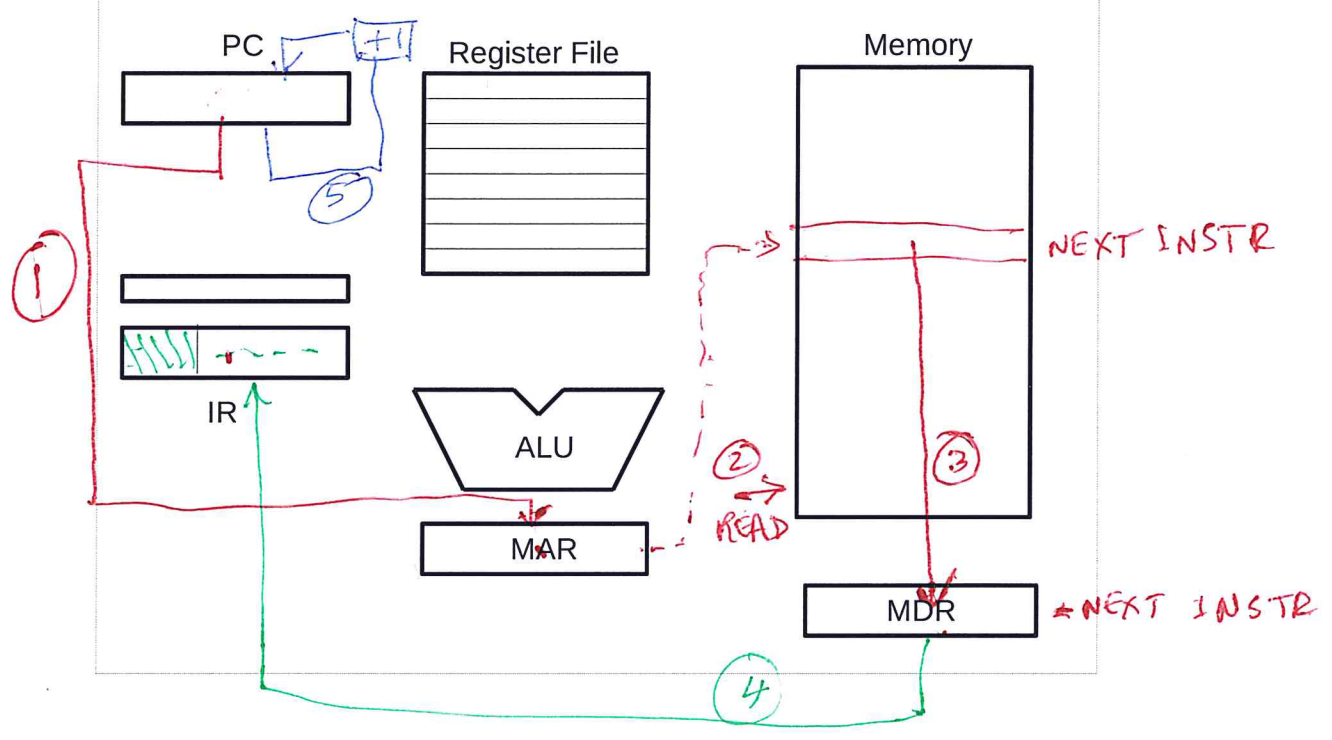 PC
+1
Register File
Memory
5
1
NEXT INSTR
IR
ALU
2
3
READ
MAR
MDR
NEXT INSTR
4